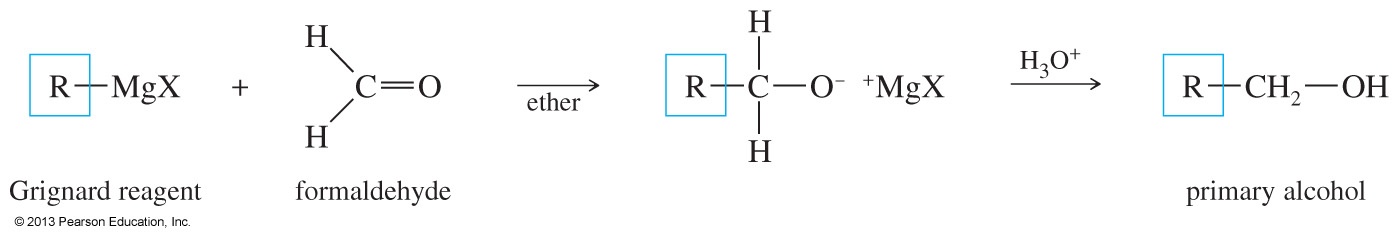 R—MgX + H H C=O ether R—C—O⁻ ⁺MgX H H H₃O⁺ R—CH₂—OH
Grignard reagent formaldehyde primary alcohol
© 2013 Pearson Education, Inc.